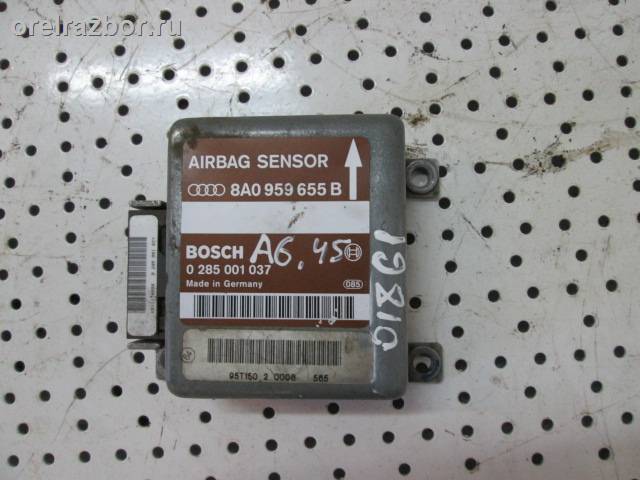 orelrazbor.ru
AIRBAG SENSOR
8A0 959 655 B
BOSCH A6, 45
0 285 001 037
Made in Germany
085
95T150 2 0006 565
19810